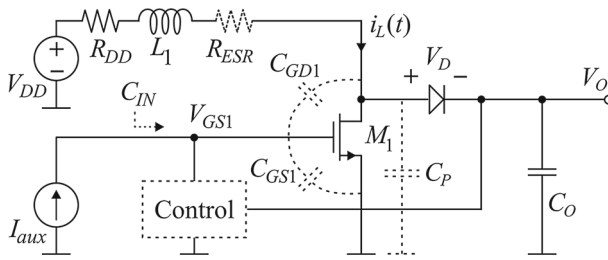 R_DD L_1 R_ESR i_L(t)
+ V_DD −
C_GD1
+ V_D − V_O
C_IN V_GS1
M_1
C_GS1 C_P
C_O
I_aux Control